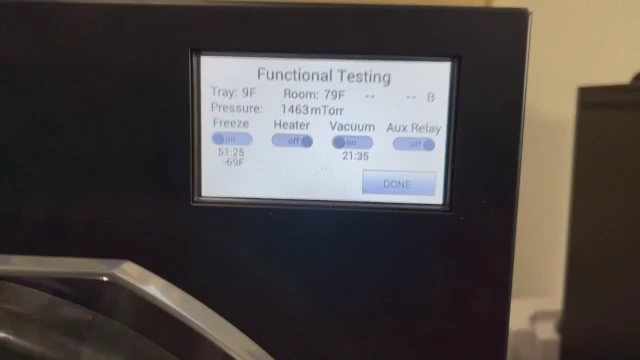 Functional Testing
Tray: 9F Room: 79F -- -- B
Pressure: 1463mTorr
Freeze Heater Vacuum Aux Relay
on off on off
51:25 21:35
-69F
--
DONE